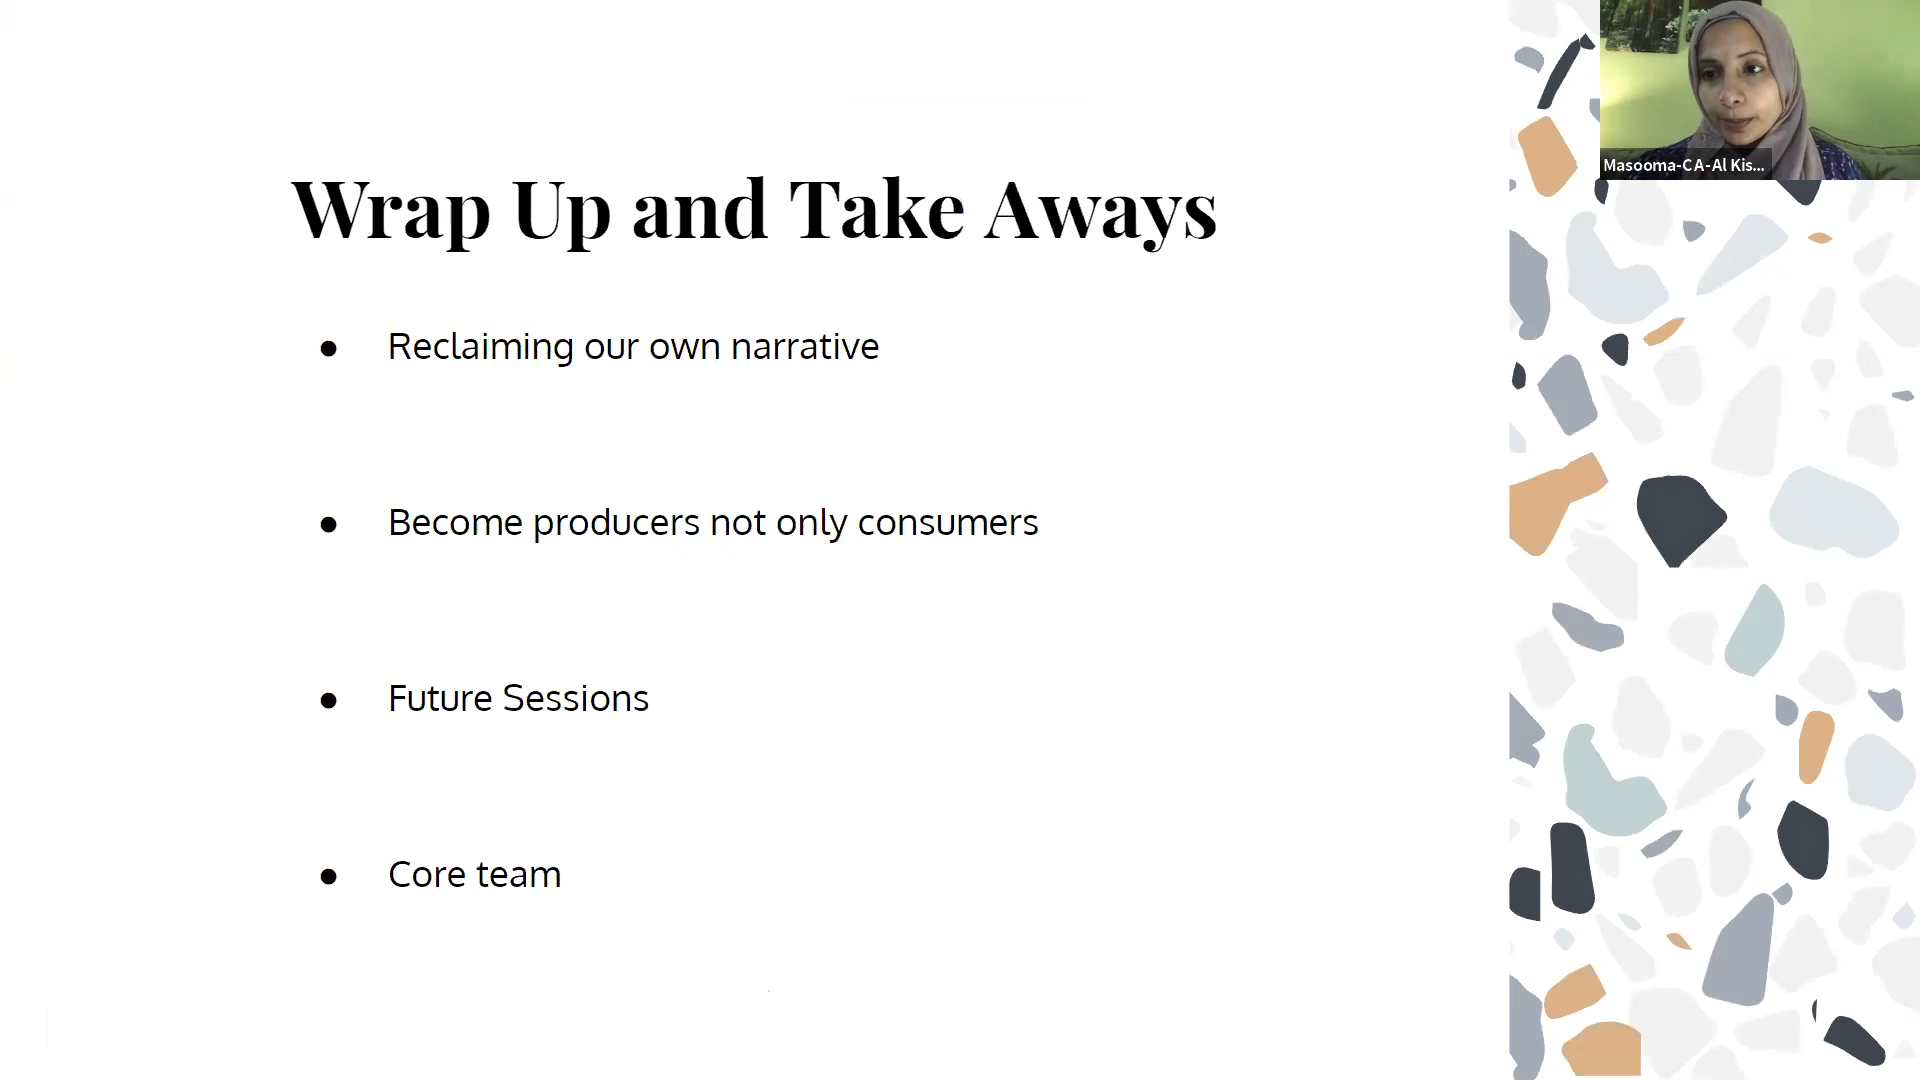 Wrap Up and Take Aways
● Reclaiming our own narrative
● Become producers not only consumers
● Future Sessions
● Core team
Masooma-CA-Al Kis...